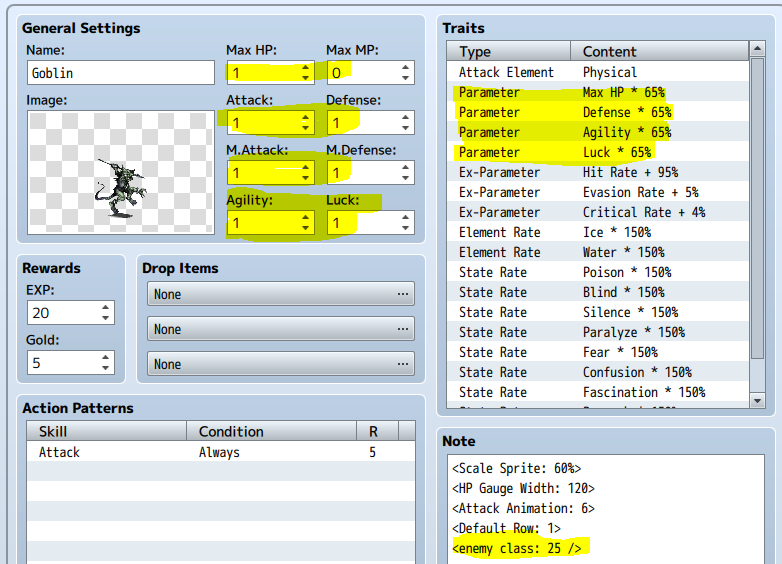 General Settings
Name:
Goblin
Max HP:
1
Max MP:
0
Image:
Attack:
1
Defense:
1
M.Attack:
1
M.Defense:
1
Agility:
1
Luck:
1
Rewards
EXP:
20
Gold:
5
Drop Items
None ...
None ...
None ...
Action Patterns
Skill Condition R
Attack Always 5
Traits
Type Content
Attack Element Physical
Parameter Max HP * 65%
Parameter Defense * 65%
Parameter Agility * 65%
Parameter Luck * 65%
Ex-Parameter Hit Rate + 95%
Ex-Parameter Evasion Rate + 5%
Ex-Parameter Critical Rate + 4%
Element Rate Ice * 150%
Element Rate Water * 150%
State Rate Poison * 150%
State Rate Blind * 150%
State Rate Silence * 150%
State Rate Paralyze * 150%
State Rate Fear * 150%
State Rate Confusion * 150%
State Rate Fascination * 150%
Note
<Scale Sprite: 60%>
<HP Gauge Width: 120>
<Attack Animation: 6>
<Default Row: 1>
<enemy class: 25 />